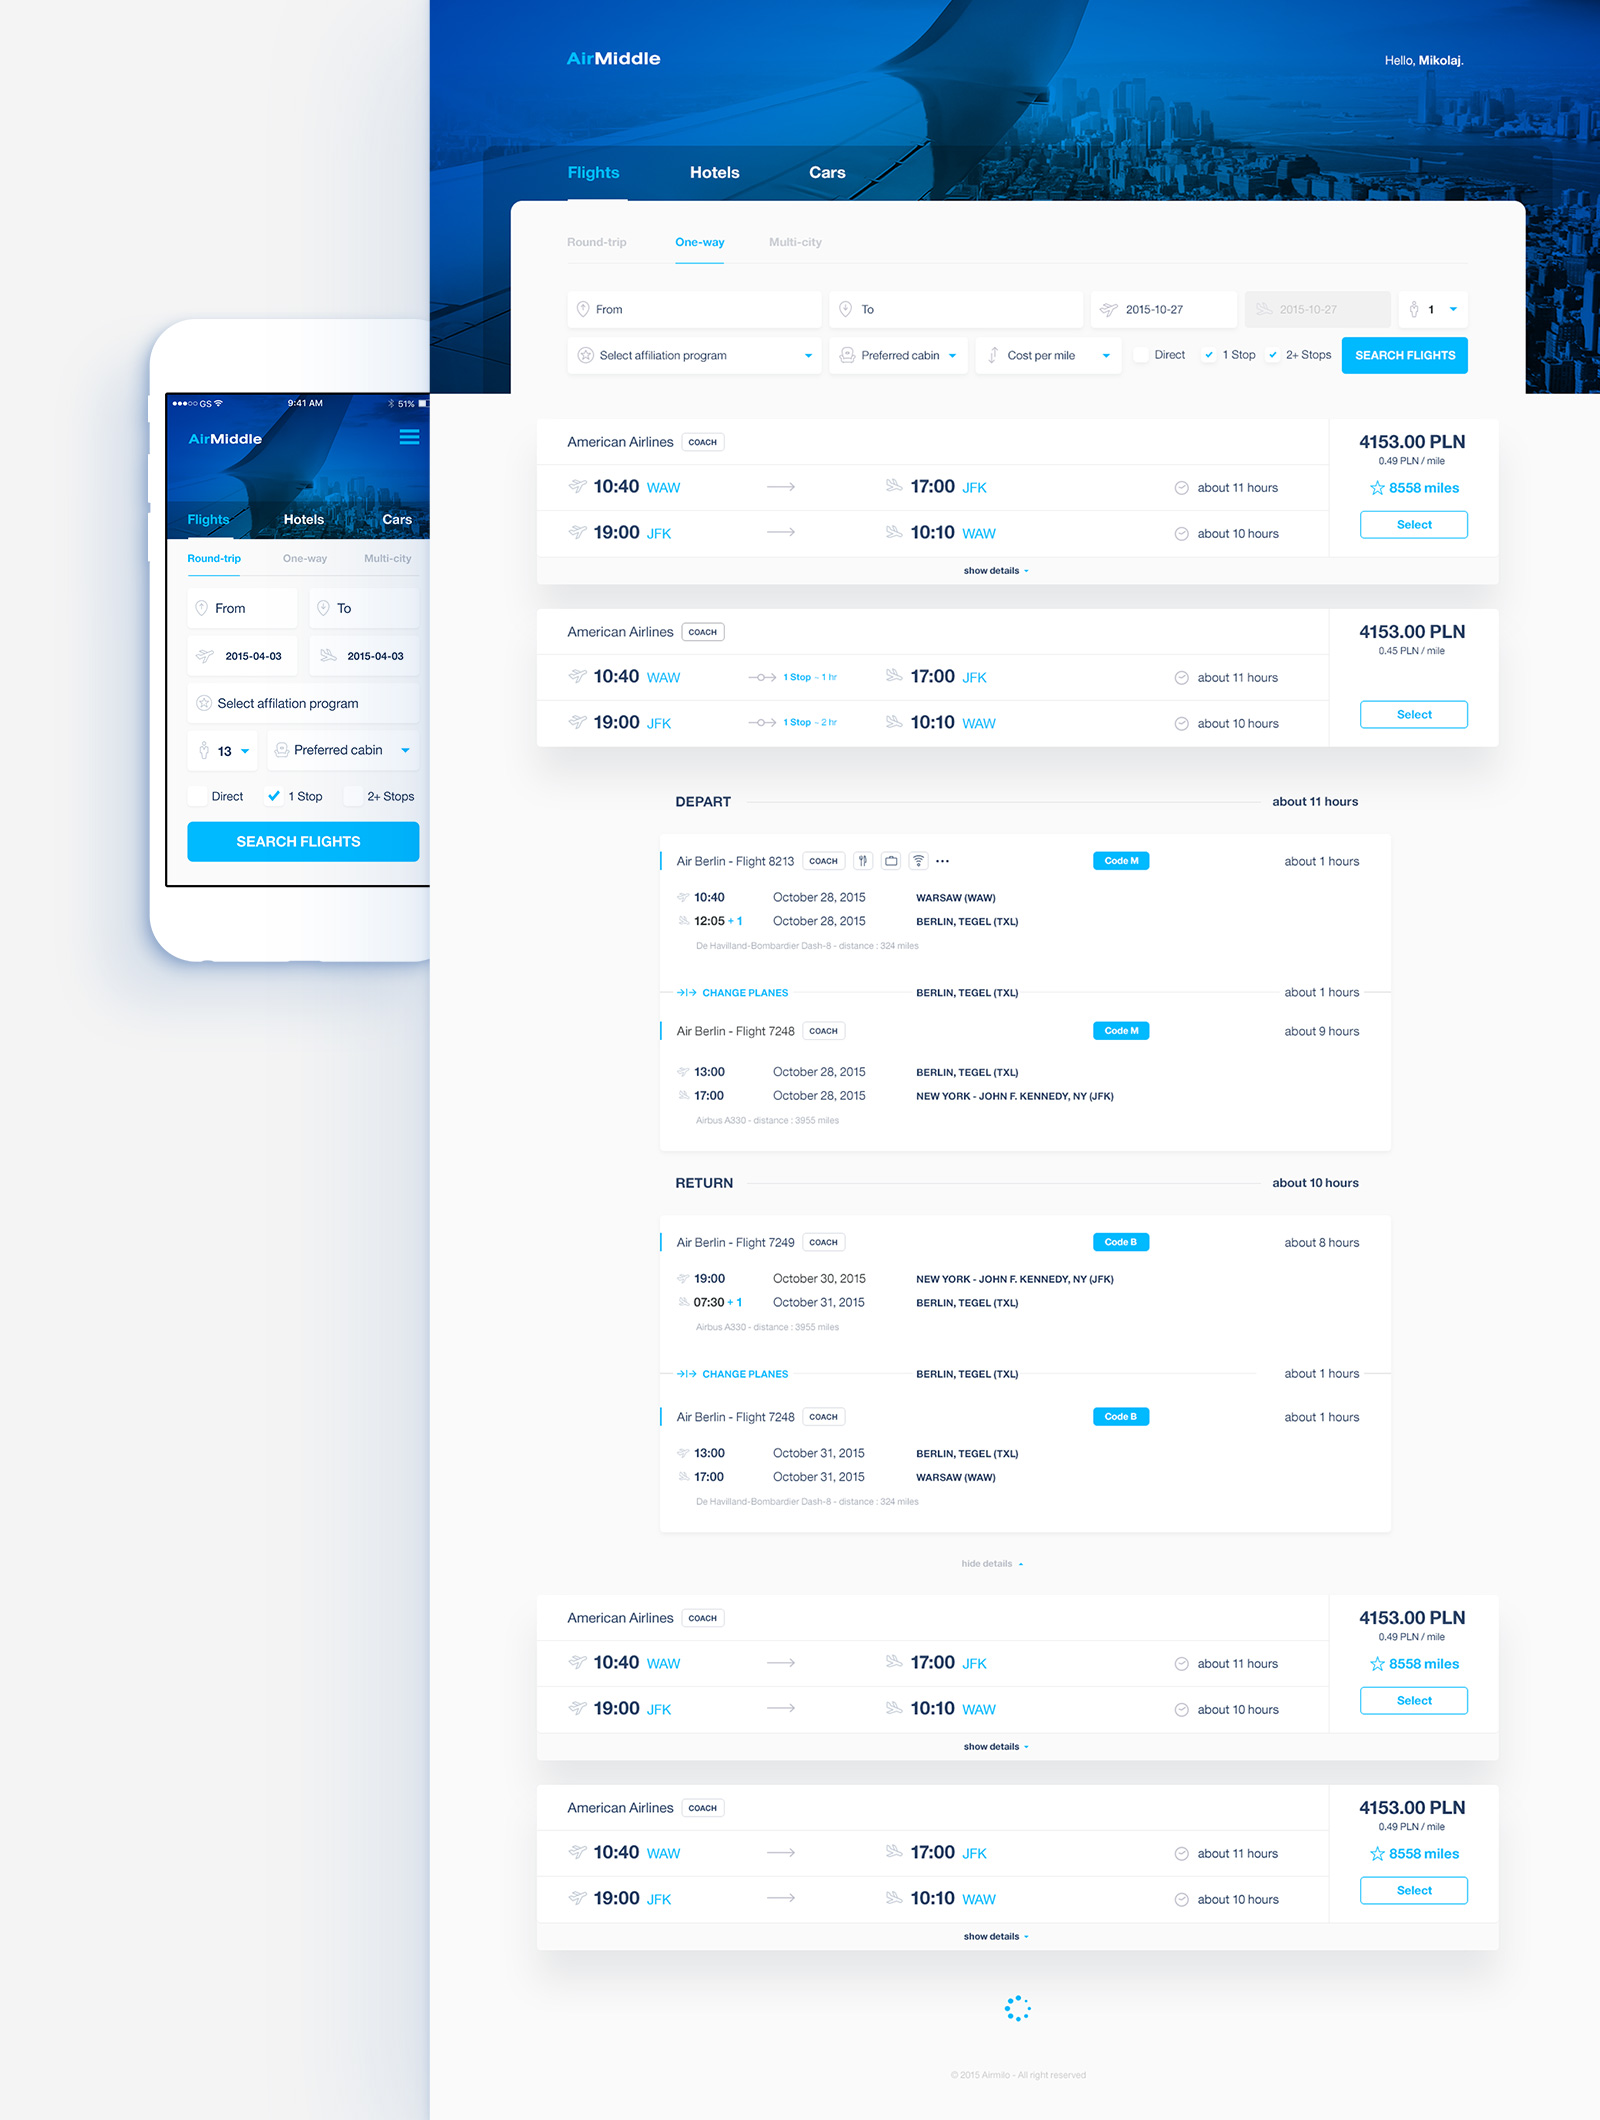 AirMiddle
Hello, Mikolaj.
Flights Hotels Cars
Round-trip One-way Multi-city
From To 2015-10-27 2015-10-27 1
Select affiliation program Preferred cabin Cost per mile Direct 1 Stop 2+ Stops SEARCH FLIGHTS
American Airlines COACH 4153.00 PLN
0.49 PLN / mile
10:40 WAW 17:00 JFK about 11 hours 8558 miles
19:00 JFK 10:10 WAW about 10 hours Select
show details
American Airlines COACH 4153.00 PLN
0.45 PLN / mile
10:40 WAW 1 Stop ~ 1 hr 17:00 JFK about 11 hours
19:00 JFK 1 Stop ~ 2 hr 10:10 WAW about 10 hours Select
DEPART about 11 hours
Air Berlin - Flight 8213 COACH Code M about 1 hours
10:40 October 28, 2015 WARSAW (WAW)
12:05 + 1 October 28, 2015 BERLIN, TEGEL (TXL)
De Havilland-Bombardier Dash-8 - distance : 324 miles
CHANGE PLANES BERLIN, TEGEL (TXL) about 1 hours
Air Berlin - Flight 7248 COACH Code M about 9 hours
13:00 October 28, 2015 BERLIN, TEGEL (TXL)
17:00 October 28, 2015 NEW YORK - JOHN F. KENNEDY, NY (JFK)
Airbus A330 - distance : 3955 miles
RETURN about 10 hours
Air Berlin - Flight 7249 COACH Code B about 8 hours
19:00 October 30, 2015 NEW YORK - JOHN F. KENNEDY, NY (JFK)
07:30 + 1 October 31, 2015 BERLIN, TEGEL (TXL)
Airbus A330 - distance : 3955 miles
CHANGE PLANES BERLIN, TEGEL (TXL) about 1 hours
Air Berlin - Flight 7248 COACH Code B about 1 hours
13:00 October 31, 2015 BERLIN, TEGEL (TXL)
17:00 October 31, 2015 WARSAW (WAW)
De Havilland-Bombardier Dash-8 - distance : 324 miles
hide details
American Airlines COACH 4153.00 PLN
0.49 PLN / mile
10:40 WAW 17:00 JFK about 11 hours 8558 miles
19:00 JFK 10:10 WAW about 10 hours Select
show details
American Airlines COACH 4153.00 PLN
0.49 PLN / mile
10:40 WAW 17:00 JFK about 11 hours 8558 miles
19:00 JFK 10:10 WAW about 10 hours Select
show details
© 2015 Airmilo - All right reserved
GS 9:41 AM 51%
AirMiddle
Flights Hotels Cars
Round-trip One-way Multi-city
From To
2015-04-03 2015-04-03
Select affilation program
13 Preferred cabin
Direct 1 Stop 2+ Stops
SEARCH FLIGHTS